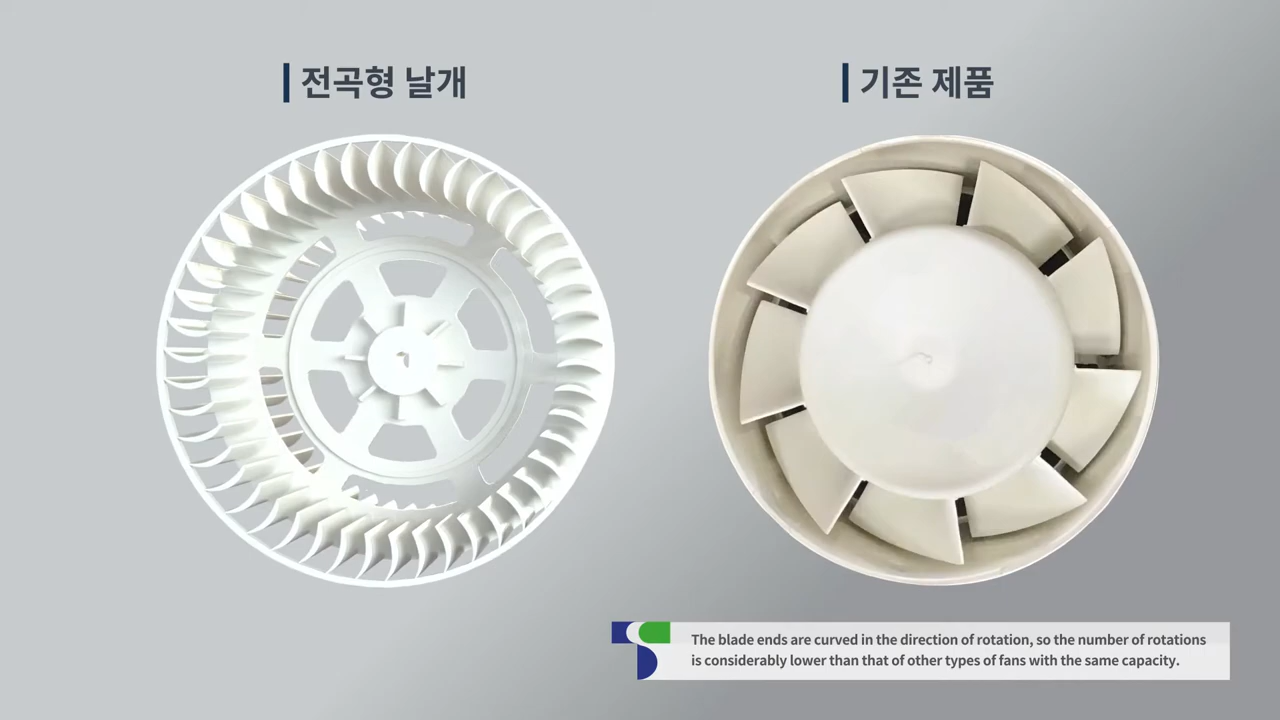 전곡형 날개
기존 제품
The blade ends are curved in the direction of rotation, so the number of rotations
is considerably lower than that of other types of fans with the same capacity.